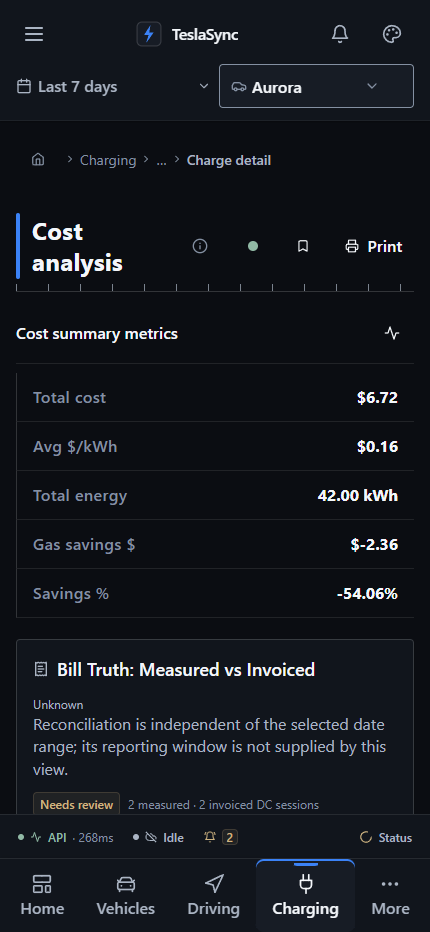 TeslaSync
Last 7 days
Aurora
Charging
...
Charge detail
Cost
analysis
Print
Cost summary metrics
Total cost
$6.72
Avg $/kWh
$0.16
Total energy
42.00 kWh
Gas savings $
$-2.36
Savings %
-54.06%
Bill Truth: Measured vs Invoiced
Unknown
Reconciliation is independent of the selected date
range; its reporting window is not supplied by this
view.
Needs review
2 measured · 2 invoiced DC sessions
API · 268ms
Idle
2
Status
Home
Vehicles
Driving
Charging
More